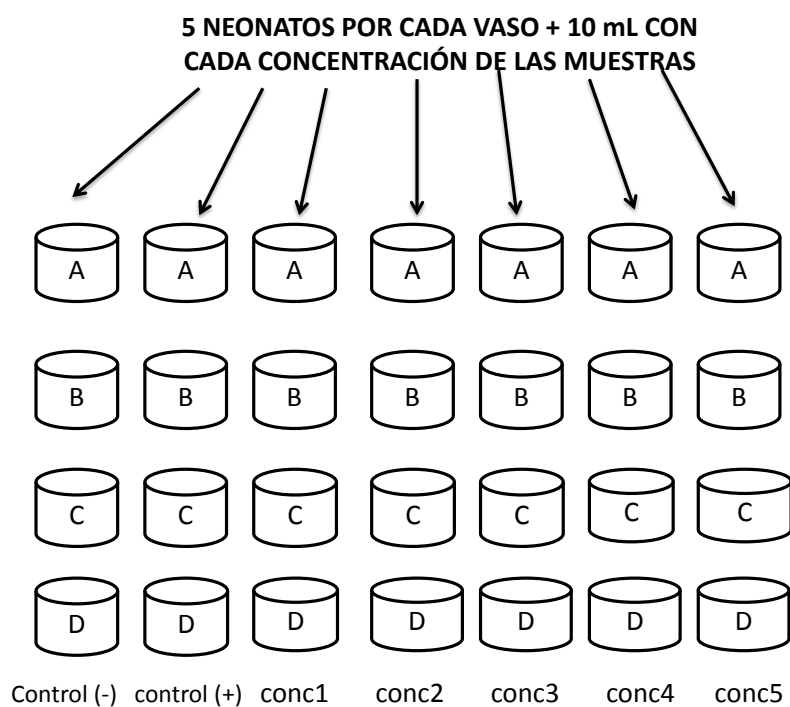 5 NEONATOS POR CADA VASO + 10 mL CON
CADA CONCENTRACIÓN DE LAS MUESTRAS
A A A A A A A
B B B B B B B
C C C C C C C
D D D D D D D
Control (-) control (+) conc1 conc2 conc3 conc4 conc5